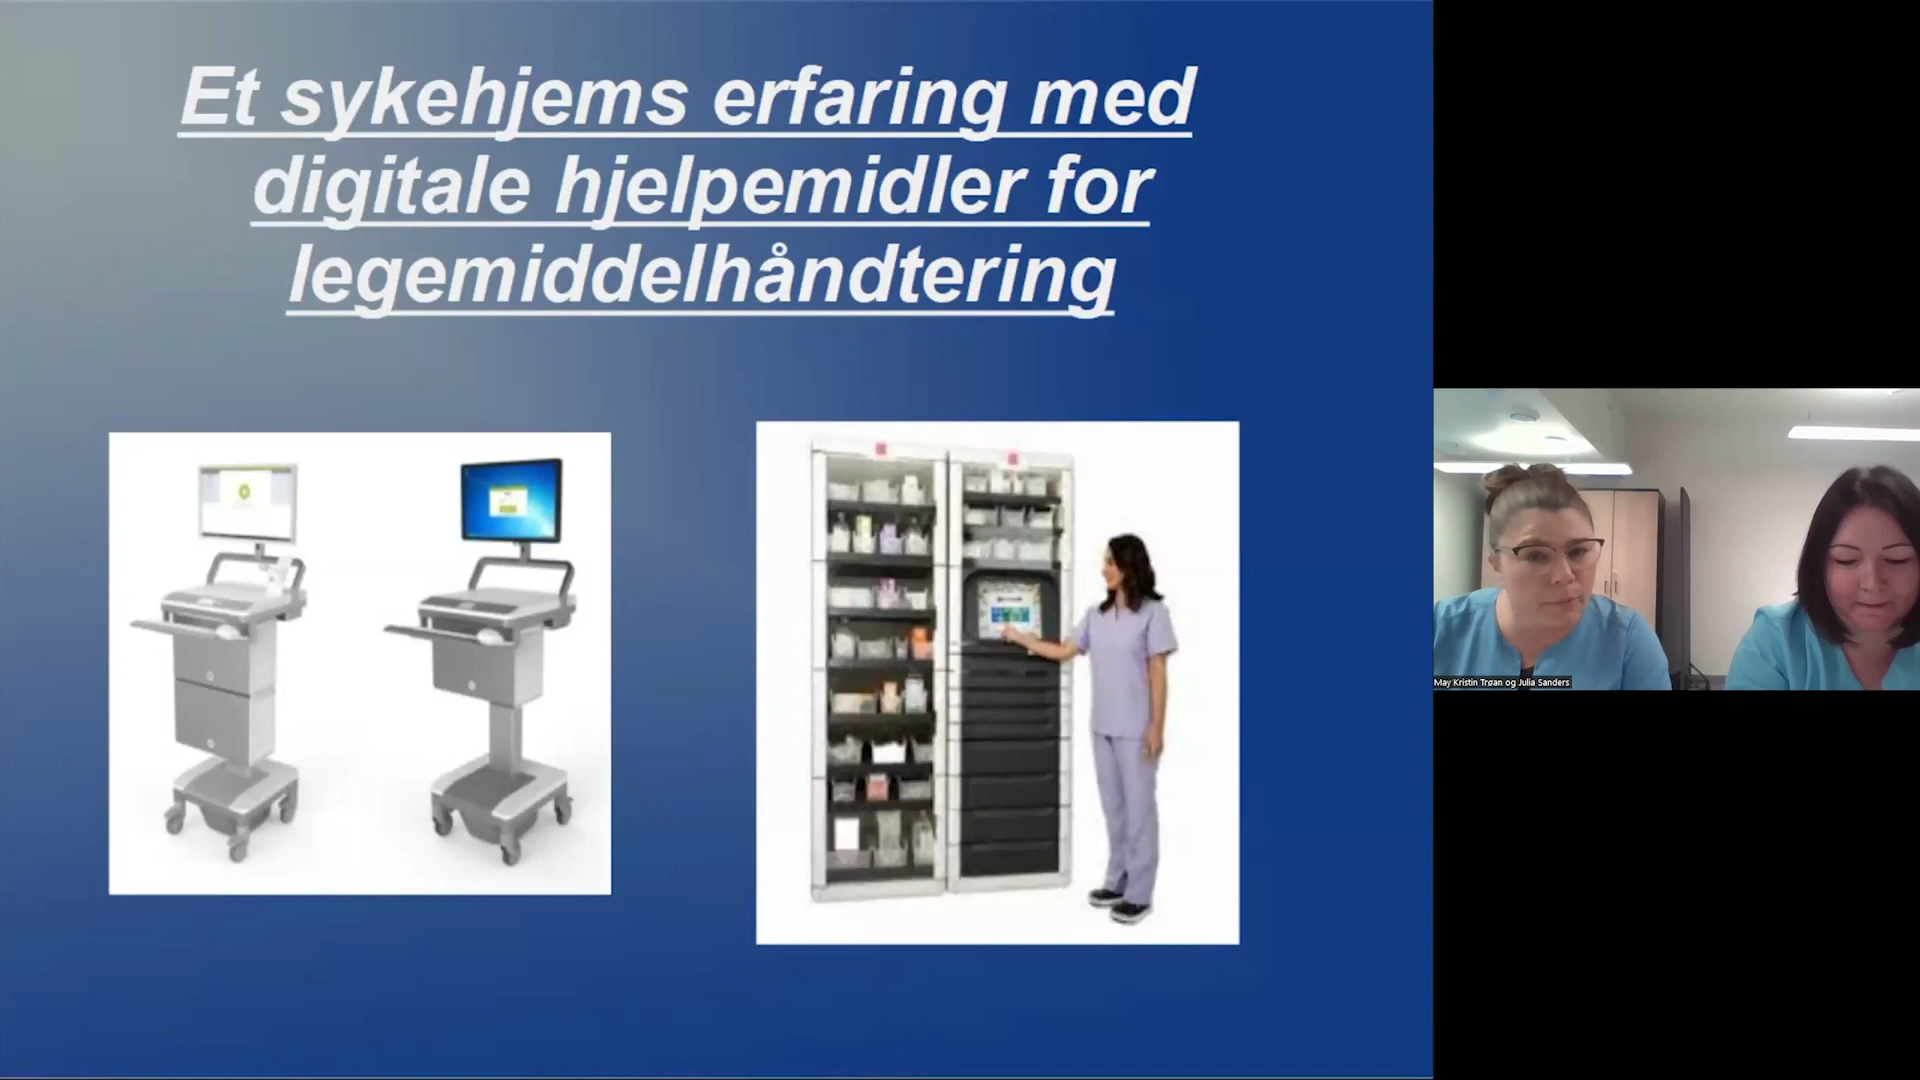 Et sykehjems erfaring med
digitale hjelpemidler for
legemiddelhåndtering
May Kristin Trøan og Julia Sanders